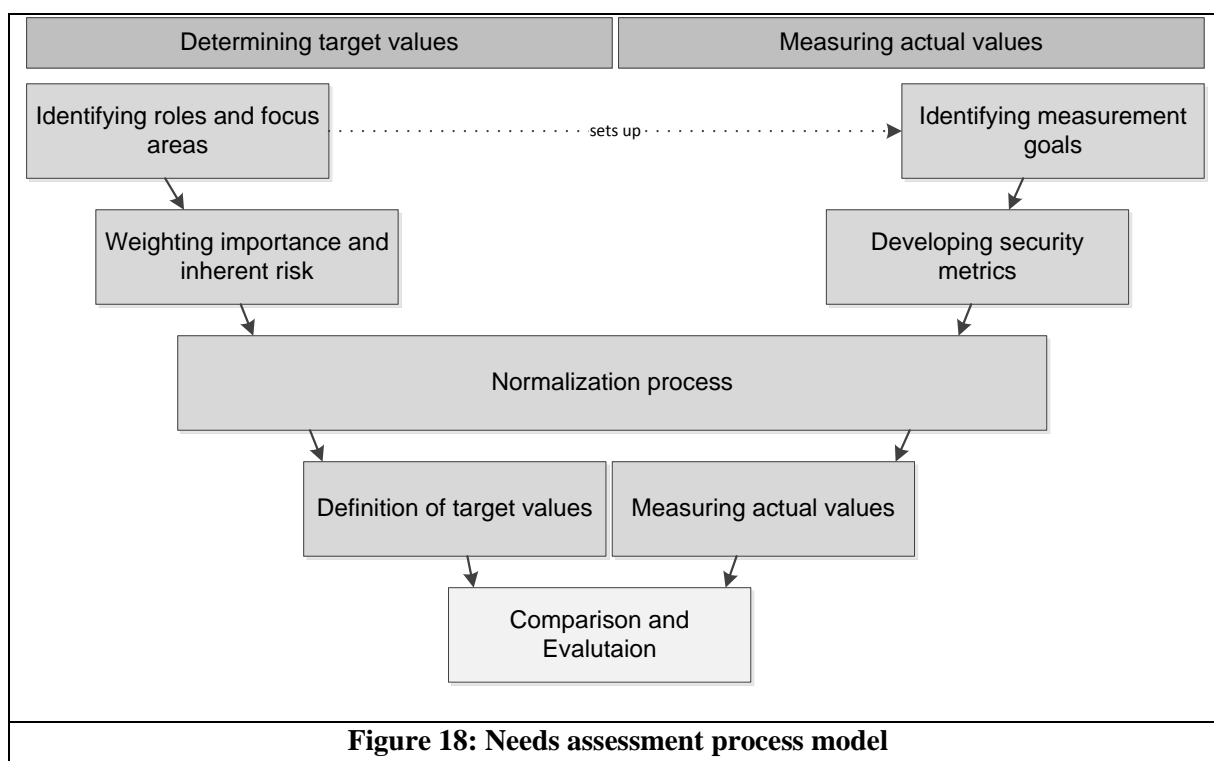 Determining target values
Measuring actual values
Identifying roles and focus
areas
sets up
Identifying measurement
goals
Weighting importance and
inherent risk
Developing security
metrics
Normalization process
Definition of target values
Measuring actual values
Comparison and
Evalutaion
Figure 18: Needs assessment process model